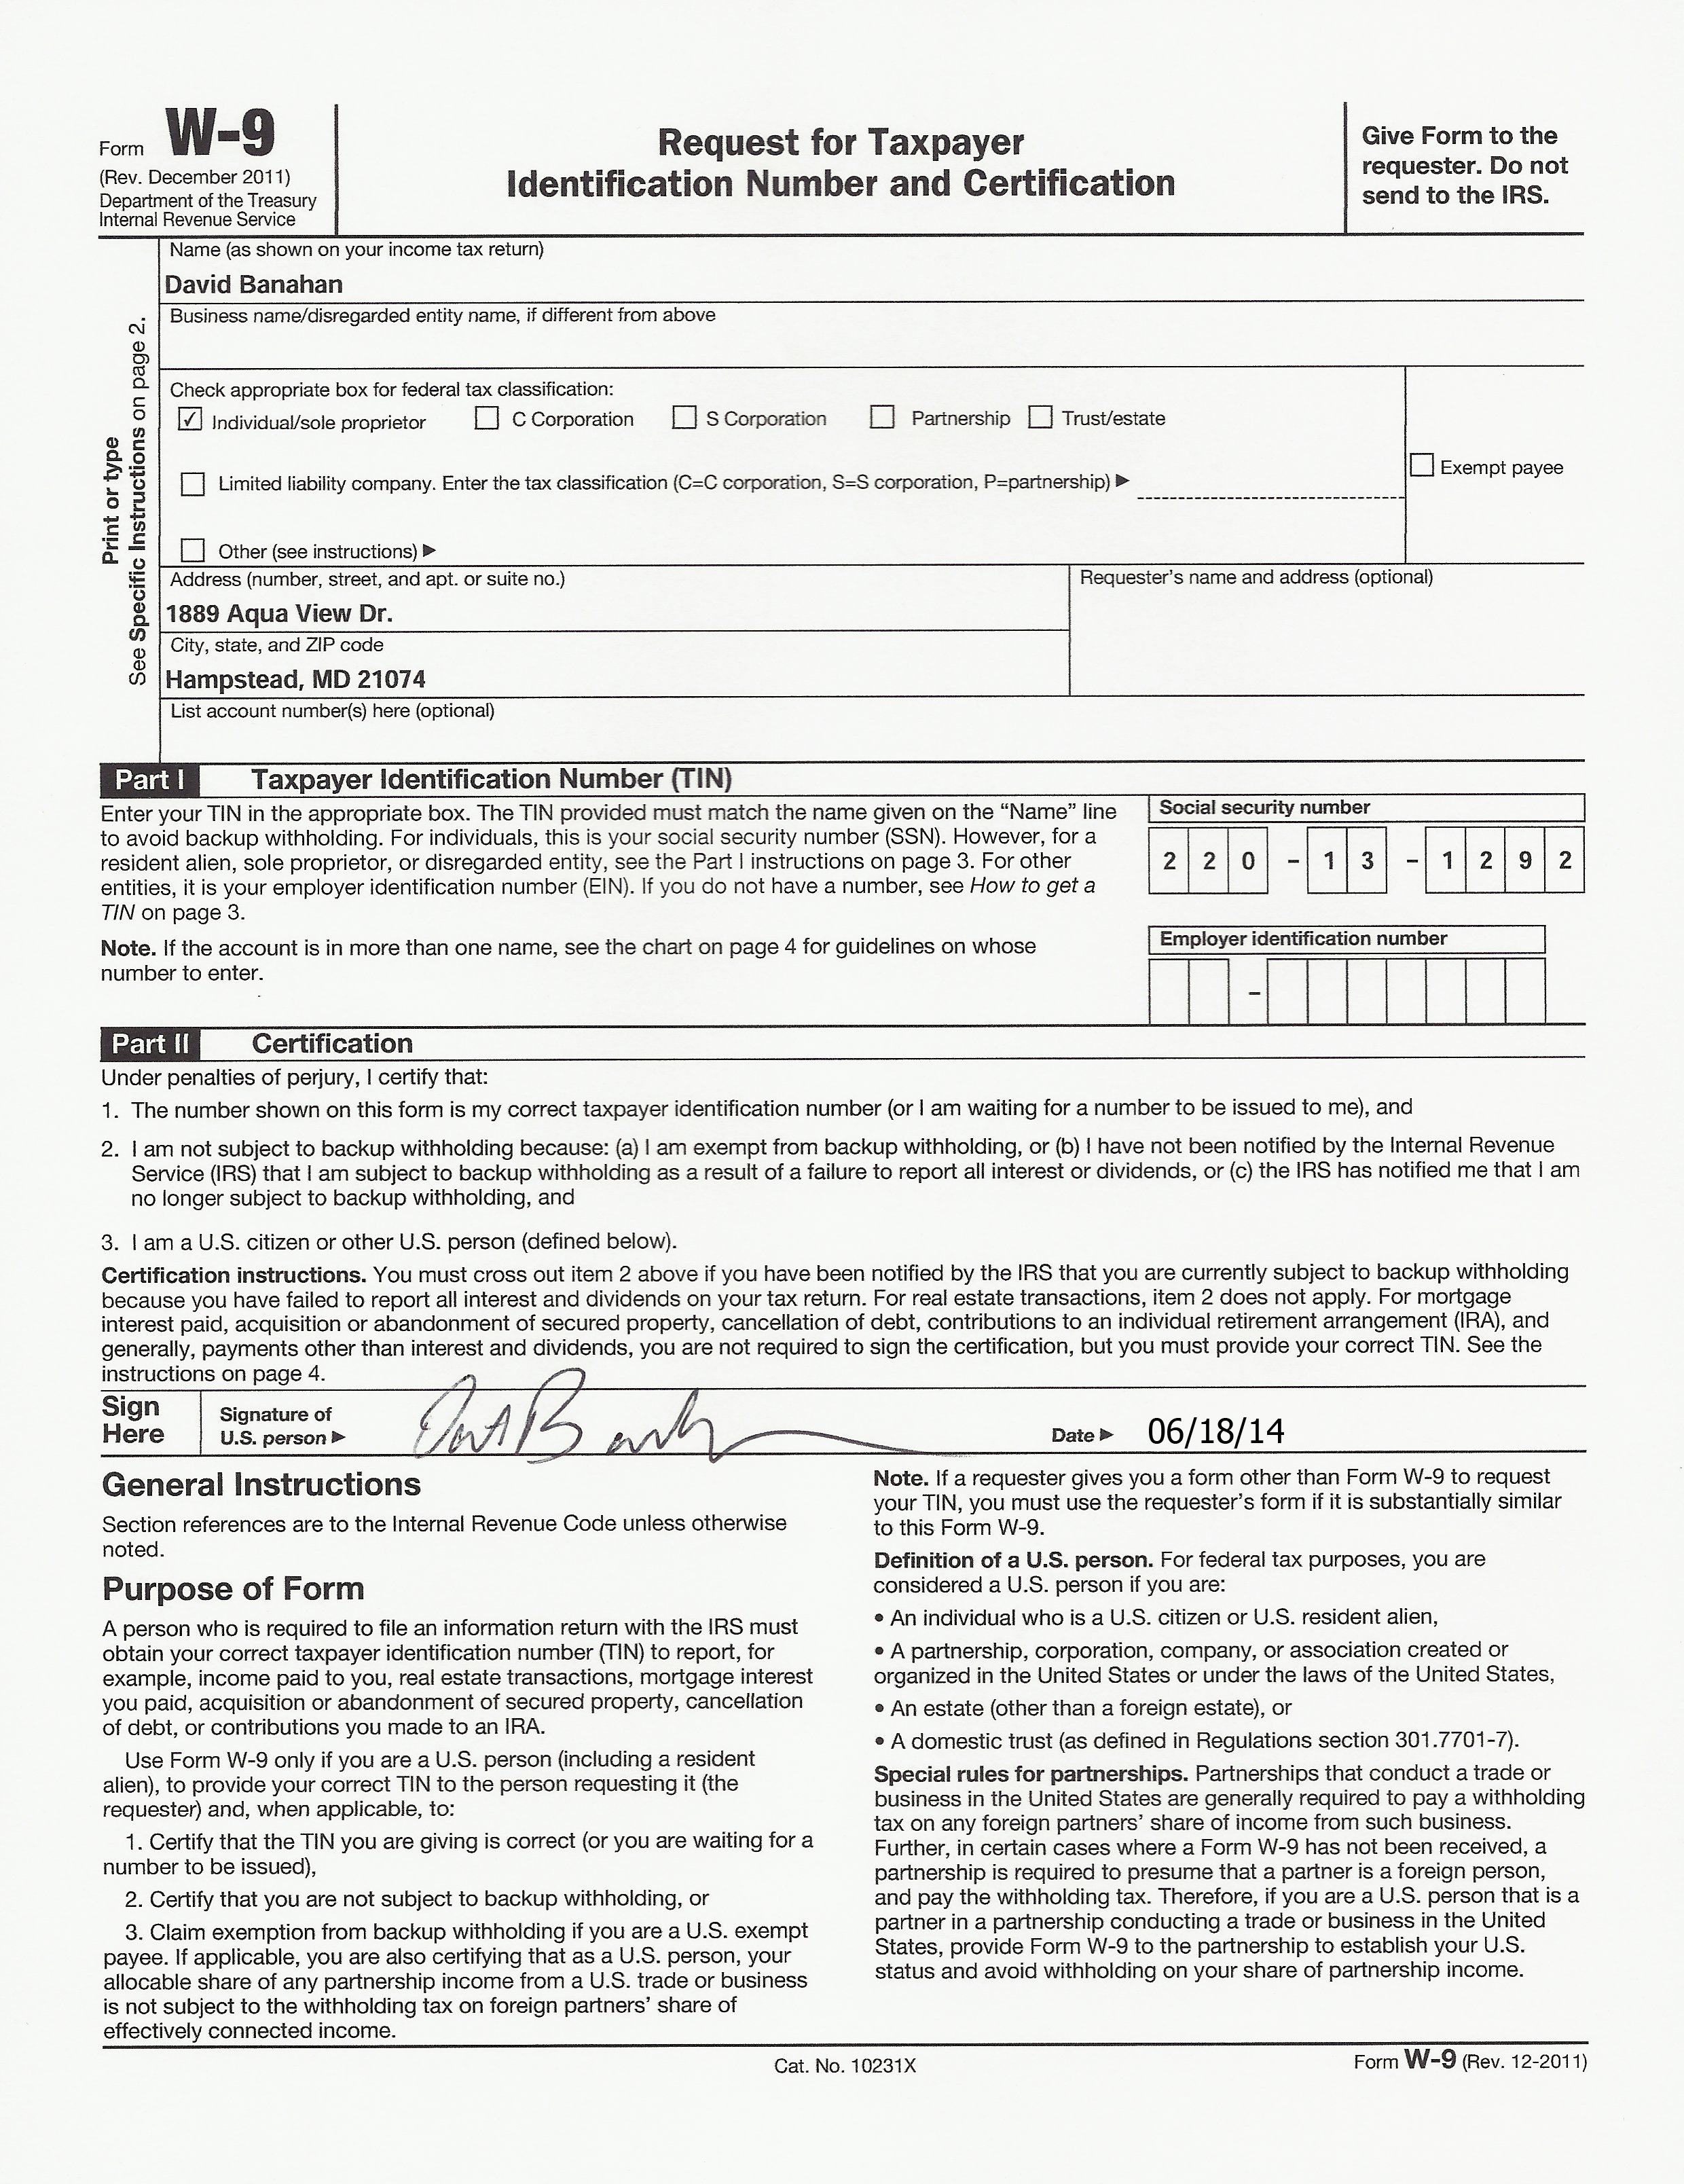 Form W-9
(Rev. December 2011)
Department of the Treasury
Internal Revenue Service
Request for Taxpayer
Identification Number and Certification
Give Form to the
requester. Do not
send to the IRS.
Print or type
See Specific Instructions on page 2.
Name (as shown on your income tax return)
David Banahan
Business name/disregarded entity name, if different from above
Check appropriate box for federal tax classification:
✓ Individual/sole proprietor C Corporation S Corporation Partnership Trust/estate
Limited liability company. Enter the tax classification (C=C corporation, S=S corporation, P=partnership) ▶
Exempt payee
Other (see instructions) ▶
Address (number, street, and apt. or suite no.)
1889 Aqua View Dr.
City, state, and ZIP code
Hampstead, MD 21074
Requester's name and address (optional)
List account number(s) here (optional)
Part I Taxpayer Identification Number (TIN)
Enter your TIN in the appropriate box. The TIN provided must match the name given on the “Name” line
to avoid backup withholding. For individuals, this is your social security number (SSN). However, for a
resident alien, sole proprietor, or disregarded entity, see the Part I instructions on page 3. For other
entities, it is your employer identification number (EIN). If you do not have a number, see How to get a
TIN on page 3.
Note. If the account is in more than one name, see the chart on page 4 for guidelines on whose
number to enter.
Social security number
2 2 0 – 1 3 – 1 2 9 2
Employer identification number
–
Part II Certification
Under penalties of perjury, I certify that:
1. The number shown on this form is my correct taxpayer identification number (or I am waiting for a number to be issued to me), and
2. I am not subject to backup withholding because: (a) I am exempt from backup withholding, or (b) I have not been notified by the Internal Revenue
Service (IRS) that I am subject to backup withholding as a result of a failure to report all interest or dividends, or (c) the IRS has notified me that I am
no longer subject to backup withholding, and
3. I am a U.S. citizen or other U.S. person (defined below).
Certification instructions. You must cross out item 2 above if you have been notified by the IRS that you are currently subject to backup withholding
because you have failed to report all interest and dividends on your tax return. For real estate transactions, item 2 does not apply. For mortgage
interest paid, acquisition or abandonment of secured property, cancellation of debt, contributions to an individual retirement arrangement (IRA), and
generally, payments other than interest and dividends, you are not required to sign the certification, but you must provide your correct TIN. See the
instructions on page 4.
Sign
Here
Signature of
U.S. person ▶
Date ▶ 06/18/14
General Instructions
Section references are to the Internal Revenue Code unless otherwise
noted.
Purpose of Form
A person who is required to file an information return with the IRS must
obtain your correct taxpayer identification number (TIN) to report, for
example, income paid to you, real estate transactions, mortgage interest
you paid, acquisition or abandonment of secured property, cancellation
of debt, or contributions you made to an IRA.
Use Form W-9 only if you are a U.S. person (including a resident
alien), to provide your correct TIN to the person requesting it (the
requester) and, when applicable, to:
1. Certify that the TIN you are giving is correct (or you are waiting for a
number to be issued),
2. Certify that you are not subject to backup withholding, or
3. Claim exemption from backup withholding if you are a U.S. exempt
payee. If applicable, you are also certifying that as a U.S. person, your
allocable share of any partnership income from a U.S. trade or business
is not subject to the withholding tax on foreign partners' share of
effectively connected income.
Note. If a requester gives you a form other than Form W-9 to request
your TIN, you must use the requester's form if it is substantially similar
to this Form W-9.
Definition of a U.S. person. For federal tax purposes, you are
considered a U.S. person if you are:
• An individual who is a U.S. citizen or U.S. resident alien,
• A partnership, corporation, company, or association created or
organized in the United States or under the laws of the United States,
• An estate (other than a foreign estate), or
• A domestic trust (as defined in Regulations section 301.7701-7).
Special rules for partnerships. Partnerships that conduct a trade or
business in the United States are generally required to pay a withholding
tax on any foreign partners' share of income from such business.
Further, in certain cases where a Form W-9 has not been received, a
partnership is required to presume that a partner is a foreign person,
and pay the withholding tax. Therefore, if you are a U.S. person that is a
partner in a partnership conducting a trade or business in the United
States, provide Form W-9 to the partnership to establish your U.S.
status and avoid withholding on your share of partnership income.
Cat. No. 10231X
Form W-9 (Rev. 12-2011)